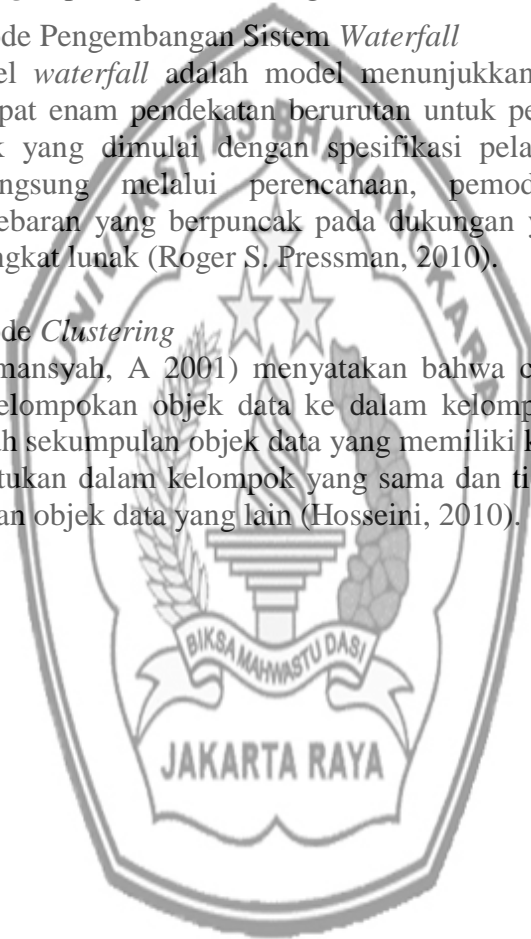 de Pengembangan Sistem Waterfall
el waterfall adalah model menunjukkan
pat enam pendekatan berurutan untuk pe
k yang dimulai dengan spesifikasi pela
ngsung melalui perencanaan, pemod
ebaran yang berpuncak pada dukungan y
ngkat lunak (Roger S. Pressman, 2010).
de Clustering
mansyah, A 2001) menyatakan bahwa c
elompokan objek data ke dalam kelomp
h sekumpulan objek data yang memiliki k
tukan dalam kelompok yang sama dan ti
an objek data yang lain (Hosseini, 2010).
UNIVERSITAS BHAYANGKARA
BIKSA MAHWASTU DASI
JAKARTA RAYA